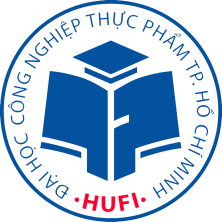 ĐẠI HỌC CÔNG NGHIỆP THỰC PHẨM TP. HỒ CHÍ MINH
·HUFI·